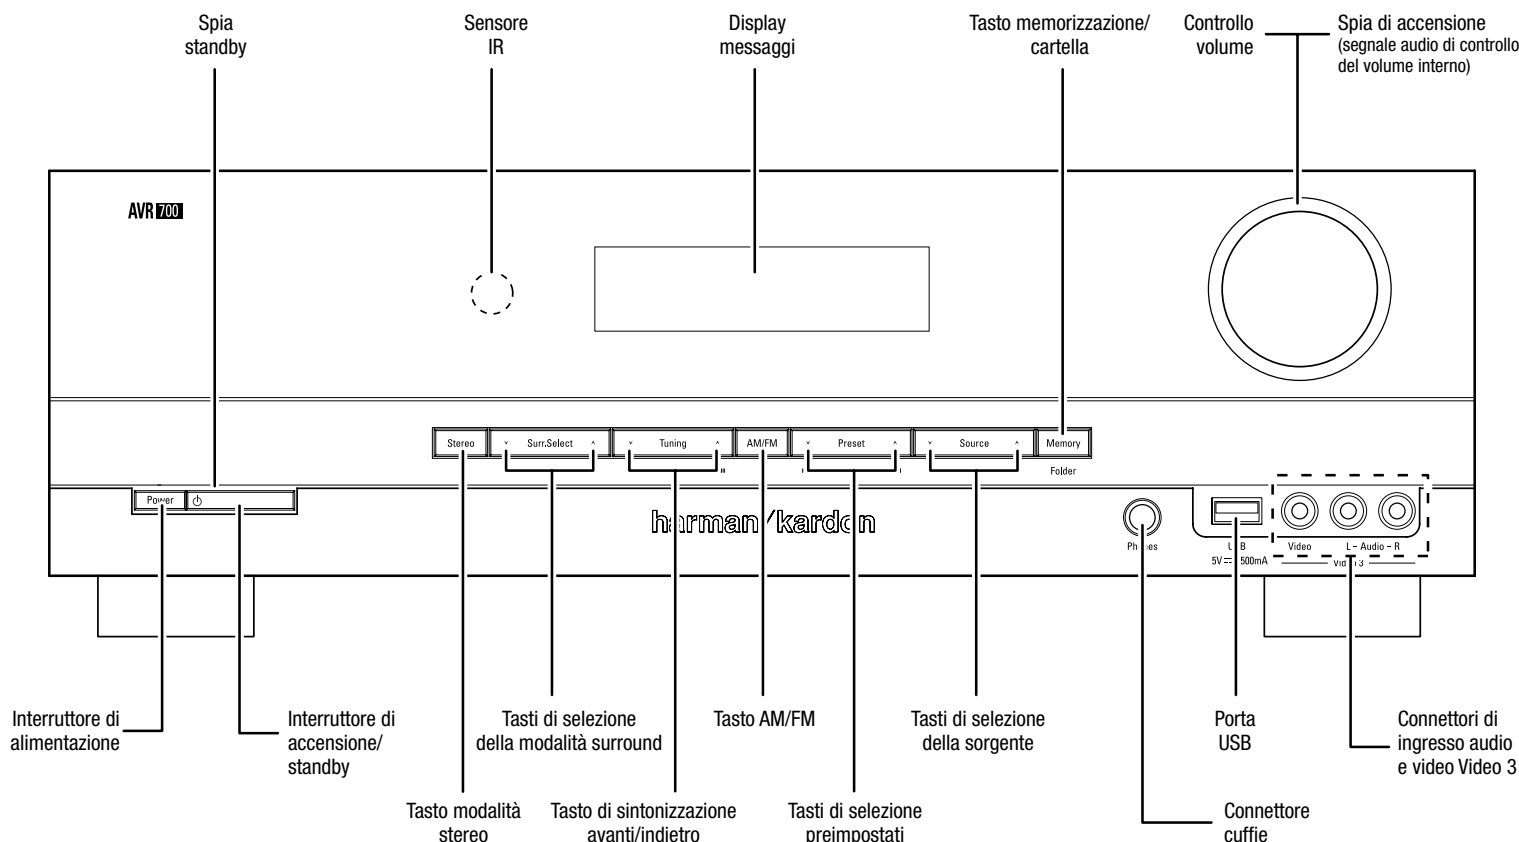 Spia
standby
Sensore
IR
Display
messaggi
Tasto memorizzazione/
cartella
Controllo
volume
Spia di accensione
(segnale audio di controllo
del volume interno)
AVR 700
Stereo
Surr.Select
Tuning
AM/FM
Preset
Source
Memory
Folder
Power
harman/kardon
Phones
USB
5V 500mA
Video
L - Audio - R
Video 3
Interruttore di
alimentazione
Interruttore di
accensione/
standby
Tasti di selezione
della modalità surround
Tasto AM/FM
Tasti di selezione
della sorgente
Porta
USB
Connettori di
ingresso audio
e video Video 3
Tasto modalità
stereo
Tasto di sintonizzazione
avanti/indietro
Tasti di selezione
preimpostati
Connettore
cuffie